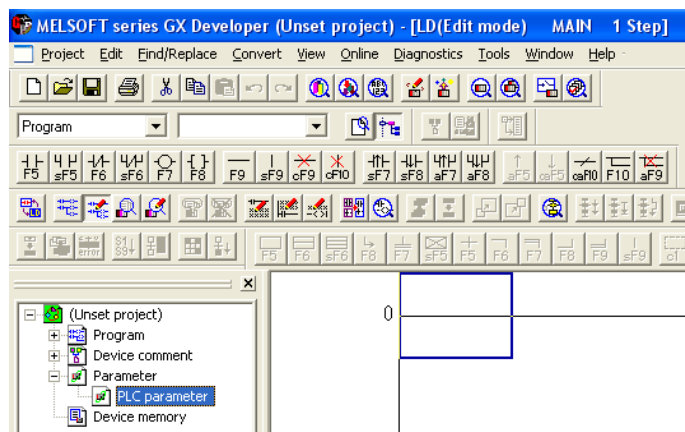 MELSOFT series GX Developer (Unset project) - [LD(Edit mode) MAIN 1 Step]
Project Edit Find/Replace Convert View Online Diagnostics Tools Window Help
Program
F5 sF5 F6 sF6 F7 F8 F9 sF9 cF9 cF10 sF7 sF8 aF7 aF8 aF5 caF5 caF10 F10 aF9
error
F5 F6 sF6 F8 F7 sF5 F5 F6 F7 F8 F9 sF9 c1
0
(Unset project)
Program
Device comment
Parameter
PLC parameter
Device memory